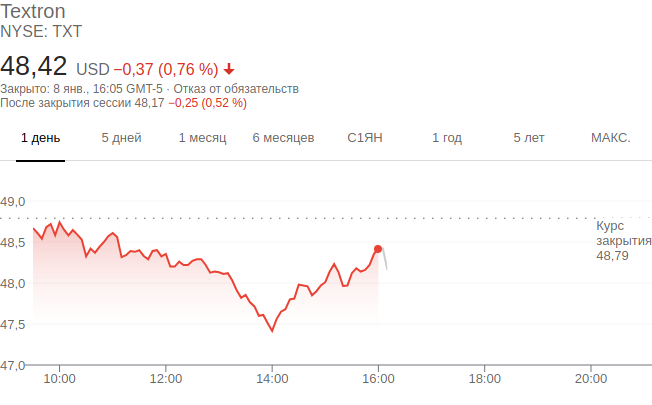 Textron
NYSE: TXT
48,42 USD −0,37 (0,76 %)
Закрыто: 8 янв., 16:05 GMT-5 · Отказ от обязательств
После закрытия сессии 48,17 −0,25 (0,52 %)
1 день 5 дней 1 месяц 6 месяцев С1ЯН 1 год 5 лет МАКС.
49,0
Курс
закрытия
48,79
48,5
48,0
47,5
47,0
10:00 12:00 14:00 16:00 18:00 20:00